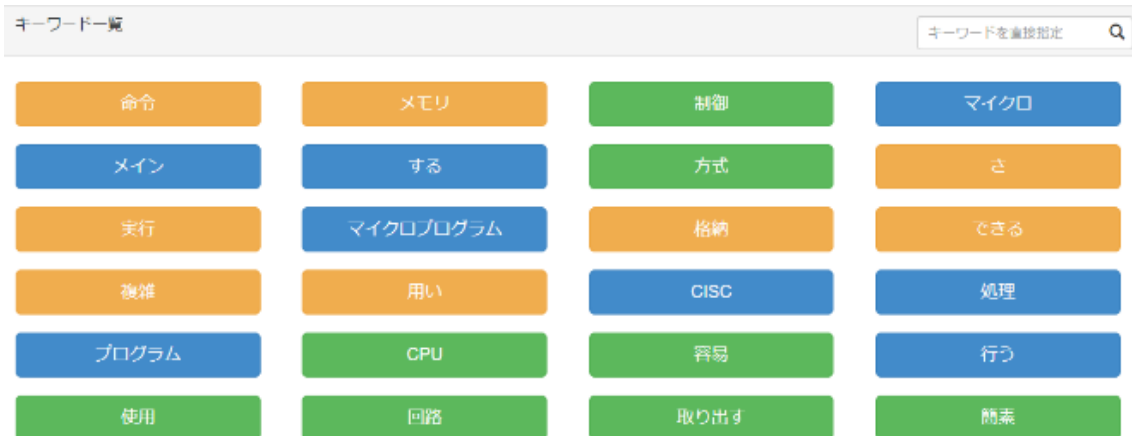 キーワード一覧 キーワードを直接指定
命令 メモリ 制御 マイクロ
メイン する 方式 さ
実行 マイクロプログラム 格納 できる
複雑 用い CISC 処理
プログラム CPU 容易 行う
使用 回路 取り出す 簡素